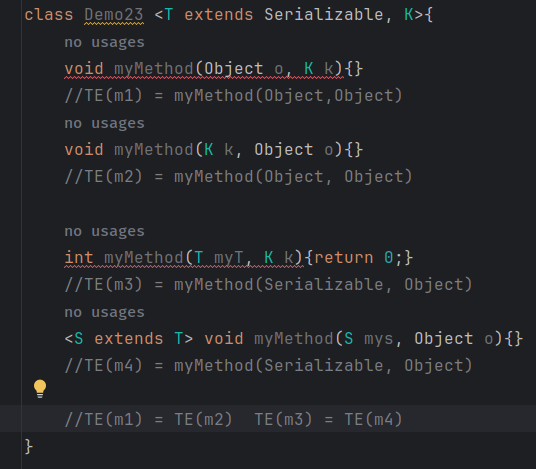 class Demo23 <T extends Serializable, K>{
no usages
void myMethod(Object o, K k){}
//TE(m1) = myMethod(Object,Object)
no usages
void myMethod(K k, Object o){}
//TE(m2) = myMethod(Object, Object)
no usages
int myMethod(T myT, K k){return 0;}
//TE(m3) = myMethod(Serializable, Object)
no usages
<S extends T> void myMethod(S mys, Object o){}
//TE(m4) = myMethod(Serializable, Object)
//TE(m1) = TE(m2)  TE(m3) = TE(m4)
}